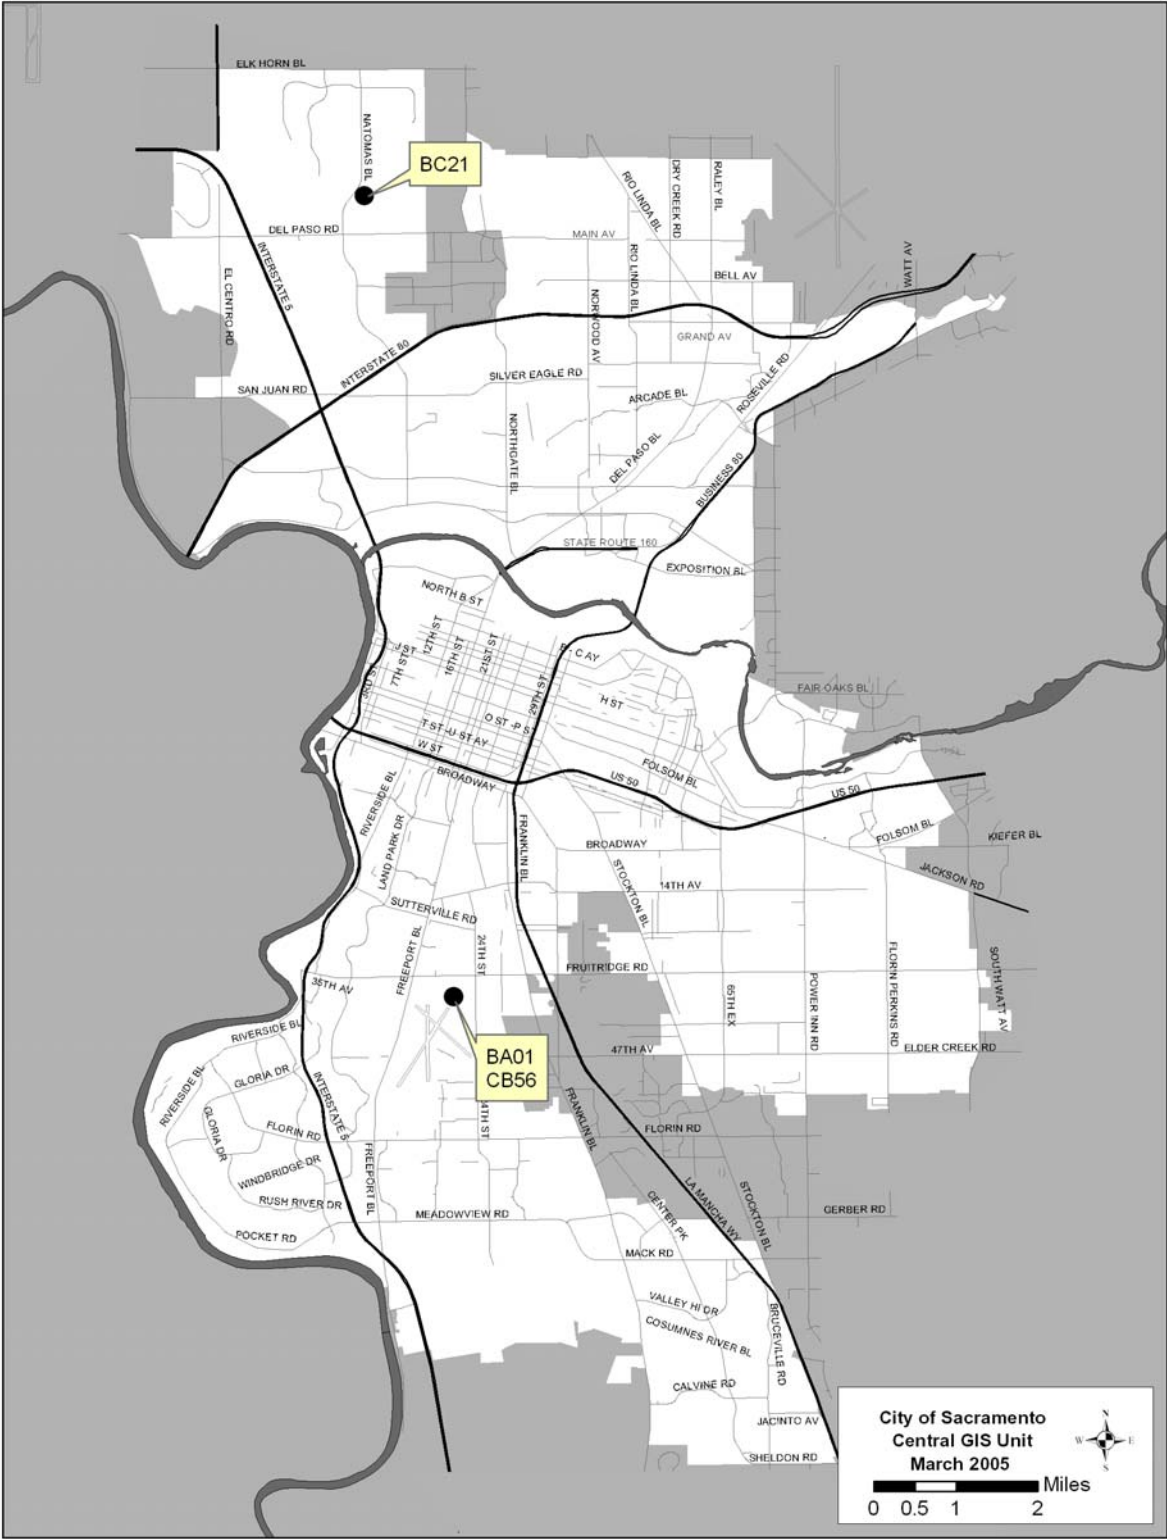 ELK HORN BL
NATOMAS BL
BC21
DEL PASO RD
RIO LINDA BL
DRY CREEK RD
RALEY BL
MAIN AV
INTERSTATE 5
EL CENTRO RD
RIO LINDA BL
BELL AV
WATT AV
NORWOOD AV
GRAND AV
INTERSTATE 80
SAN JUAN RD
SILVER EAGLE RD
ARCADE BL
ROSEVILLE RD
NORTHGATE BL
DEL PASO BL
BUSINESS 80
STATE ROUTE 160
EXPOSITION BL
NORTH B ST
J ST
3RD ST
7TH ST
12TH ST
16TH ST
21ST ST
29TH ST
C AY
H ST
FAIR OAKS BL
O ST -P ST
T ST -U ST AY
W ST
BROADWAY
FOLSOM BL
US 50
US 50
RIVERSIDE BL
LAND PARK DR
FRANKLIN BL
BROADWAY
STOCKTON BL
FOLSOM BL
KIEFER BL
JACKSON RD
14TH AV
SUTTERVILLE RD
FREEPORT BL
24TH ST
FRUITRIDGE RD
35TH AV
65TH EX
POWER INN RD
FLORIN PERKINS RD
SOUTH WATT AV
RIVERSIDE BL
BA01
CB56
47TH AV
ELDER CREEK RD
GLORIA DR
RIVERSIDE BL
GLORIA DR
INTERSTATE 5
FLORIN RD
4TH ST
FRANKLIN BL
FLORIN RD
WINDBRIDGE DR
RUSH RIVER DR
FREEPORT BL
POCKET RD
MEADOWVIEW RD
CENTER PK
LA MANCHA WY
STOCKTON BL
GERBER RD
MACK RD
VALLEY HI DR
COSUMNES RIVER BL
BRUCEVILLE RD
CALVINE RD
JACINTO AV
SHELDON RD
City of Sacramento
Central GIS Unit
March 2005
N
W E
S
Miles
0 0.5 1 2